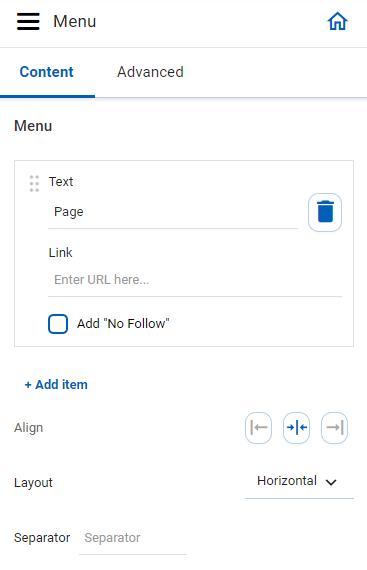 Menu
Content Advanced
Menu
Text
Page
Link
Enter URL here...
Add "No Follow"
+ Add item
Align
Layout Horizontal
Separator Separator